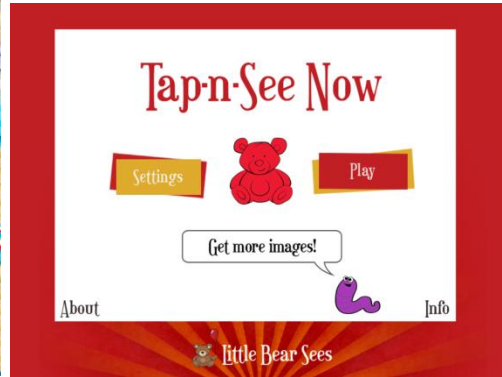 Tap-n-See Now
Settings
Play
Get more images!
About
Info
Little Bear Sees